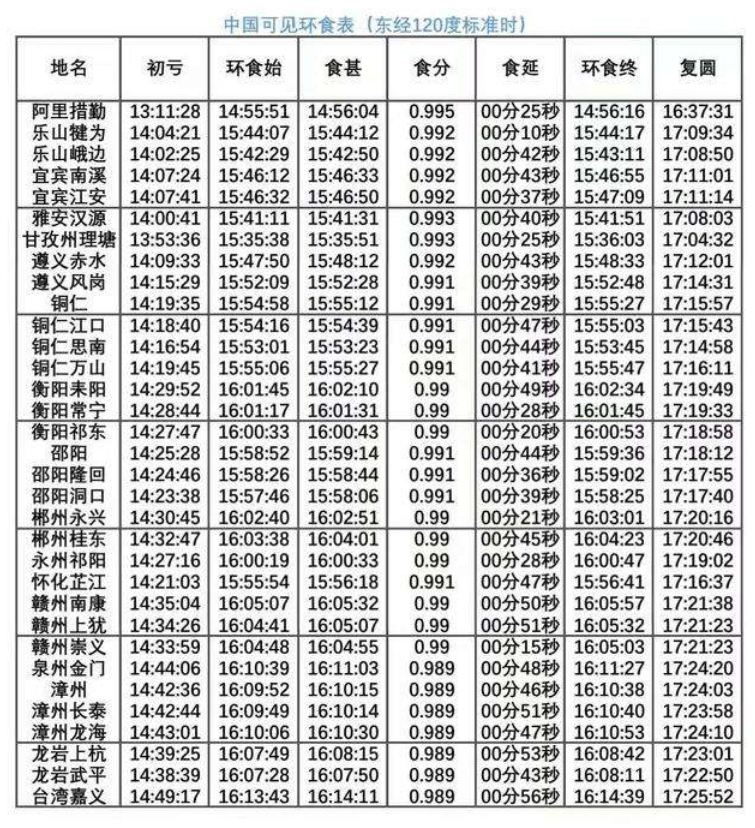 中国可见环食表（东经120度标准时）
地名 初亏 环食始 食甚 食分 食延 环食终 复圆
阿里措勤 13:11:28 14:55:51 14:56:04 0.995 00分25秒 14:56:16 16:37:31
乐山犍为 14:04:21 15:44:07 15:44:12 0.992 00分10秒 15:44:17 17:09:34
乐山峨边 14:02:25 15:42:29 15:42:50 0.992 00分42秒 15:43:11 17:08:50
宜宾南溪 14:07:24 15:46:12 15:46:33 0.992 00分43秒 15:46:55 17:11:01
宜宾江安 14:07:41 15:46:32 15:46:50 0.992 00分37秒 15:47:09 17:11:14
雅安汉源 14:00:41 15:41:11 15:41:31 0.993 00分40秒 15:41:51 17:08:03
甘孜州理塘 13:53:36 15:35:38 15:35:51 0.993 00分25秒 15:36:03 17:04:32
遵义赤水 14:09:33 15:47:50 15:48:12 0.992 00分43秒 15:48:33 17:12:01
遵义风岗 14:15:29 15:52:09 15:52:28 0.991 00分39秒 15:52:48 17:14:31
铜仁 14:19:35 15:54:58 15:55:12 0.991 00分29秒 15:55:27 17:15:57
铜仁江口 14:18:40 15:54:16 15:54:39 0.991 00分47秒 15:55:03 17:15:43
铜仁思南 14:16:54 15:53:01 15:53:23 0.991 00分44秒 15:53:45 17:14:58
铜仁万山 14:19:45 15:55:06 15:55:27 0.991 00分41秒 15:55:47 17:16:11
衡阳耒阳 14:29:52 16:01:45 16:02:10 0.99 00分49秒 16:02:34 17:19:49
衡阳常宁 14:28:44 16:01:17 16:01:31 0.99 00分28秒 16:01:45 17:19:33
衡阳祁东 14:27:47 16:00:33 16:00:43 0.99 00分20秒 16:00:53 17:18:58
邵阳 14:25:28 15:58:52 15:59:14 0.991 00分44秒 15:59:36 17:18:12
邵阳隆回 14:24:46 15:58:26 15:58:44 0.991 00分36秒 15:59:02 17:17:55
邵阳洞口 14:23:38 15:57:46 15:58:06 0.991 00分39秒 15:58:25 17:17:40
郴州永兴 14:30:45 16:02:40 16:02:51 0.99 00分21秒 16:03:01 17:20:16
郴州桂东 14:32:47 16:03:38 16:04:01 0.99 00分45秒 16:04:23 17:20:46
永州祁阳 14:27:16 16:00:19 16:00:33 0.99 00分28秒 16:00:47 17:19:02
怀化芷江 14:21:03 15:55:54 15:56:18 0.991 00分47秒 15:56:41 17:16:37
赣州南康 14:35:04 16:05:07 16:05:32 0.99 00分50秒 16:05:57 17:21:38
赣州上犹 14:34:26 16:04:41 16:05:07 0.99 00分51秒 16:05:32 17:21:23
赣州崇义 14:33:59 16:04:48 16:04:55 0.99 00分15秒 16:05:03 17:21:23
泉州金门 14:44:06 16:10:39 16:11:03 0.989 00分48秒 16:11:27 17:24:20
漳州 14:42:36 16:09:52 16:10:15 0.989 00分46秒 16:10:38 17:24:03
漳州长泰 14:42:44 16:09:49 16:10:14 0.989 00分51秒 16:10:40 17:23:58
漳州龙海 14:43:01 16:10:06 16:10:30 0.989 00分47秒 16:10:53 17:24:10
龙岩上杭 14:39:25 16:07:49 16:08:15 0.989 00分53秒 16:08:42 17:23:01
龙岩武平 14:38:39 16:07:28 16:07:50 0.989 00分43秒 16:08:11 17:22:50
台湾嘉义 14:49:17 16:13:43 16:14:11 0.989 00分56秒 16:14:39 17:25:52